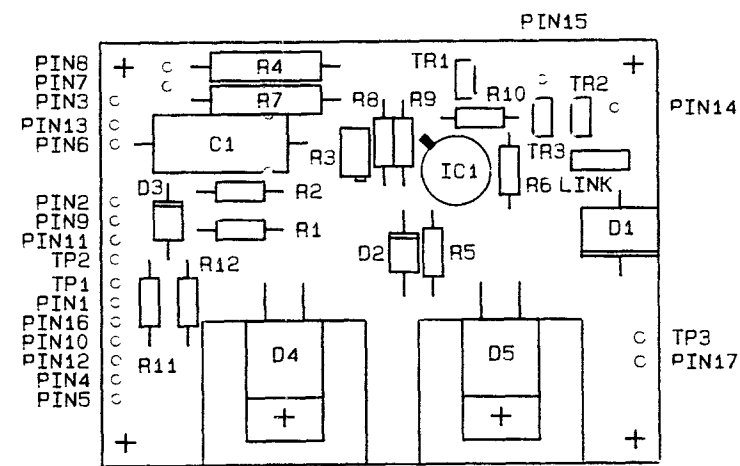 PIN15
PIN8
PIN7
PIN3
PIN13
PIN6
PIN2
PIN9
PIN11
TP2
TP1
PIN1
PIN16
PIN10
PIN12
PIN4
PIN5
R4
R7
C1
D3
R2
R1
R12
R11
R3
R8
R9
TR1
R10
TR2
TR3
IC1
R6
LINK
D1
D2
R5
D4
D5
PIN14
TP3
PIN17